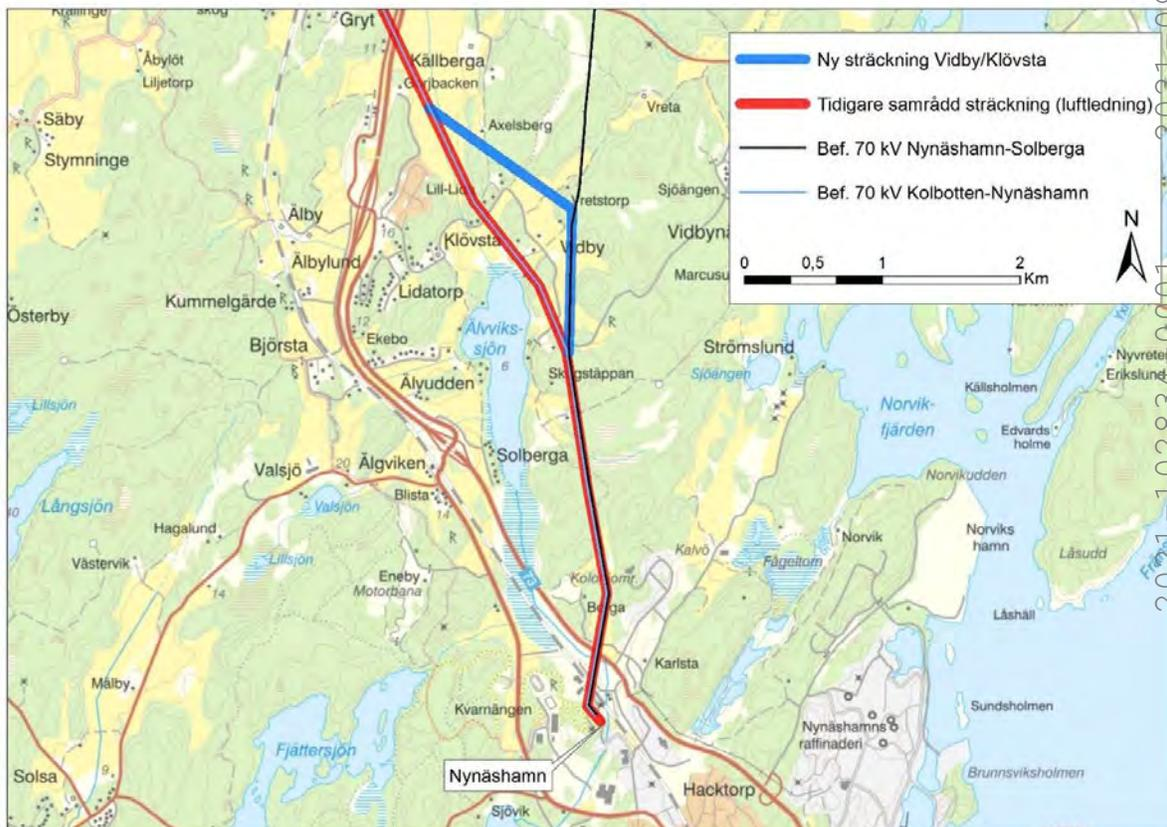 Gryt
Källberga
Åbylöt
Liljetorp
Säby
Stymninge
Axelsberg
Vreta
Älby
Älbylund
Kummelgärde
Österby
Björsta
Klövsta
Lidatorp
Vidby
Sjöängen
Ekebo
Älvviks-
sjön
Älvudden
Strömslund
Sjöängen
Nyvreten
Erikslund
Källsholmen
Norvik-
fjärden
Edvards
holme
Lillsjön
Valsjö
Älgviken
Solberga
Blista
Valsjön
Långsjön
Hagalund
Lillsjön
Västervik
Eneby
Motorbana
Kalvö
Fågeltorn
Norvik
Norvikudden
Norviks
hamn
Låsudd
Låshäll
Berga
Karlsta
73
Målby
Kvarnängen
Fjättersjön
Nynäshamns
raffinaderi
Sundsholmen
Brunnsviksholmen
Solsa
Nynäshamn
Hacktorp
Sjövik
Ny sträckning Vidby/Klövsta
Tidigare samrådd sträckning (luftledning)
Bef. 70 kV Nynäshamn-Solberga
Bef. 70 kV Kolbotten-Nynäshamn
N
0 0,5 1 2
Km